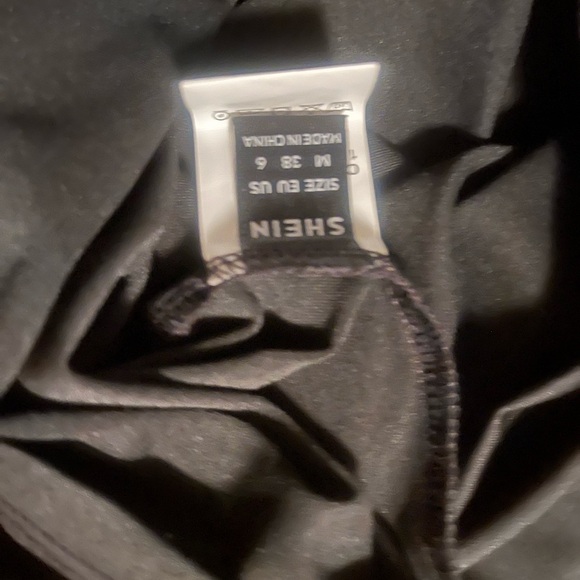 SHEIN
SIZE EU US
M 38 6
MADE IN CHINA